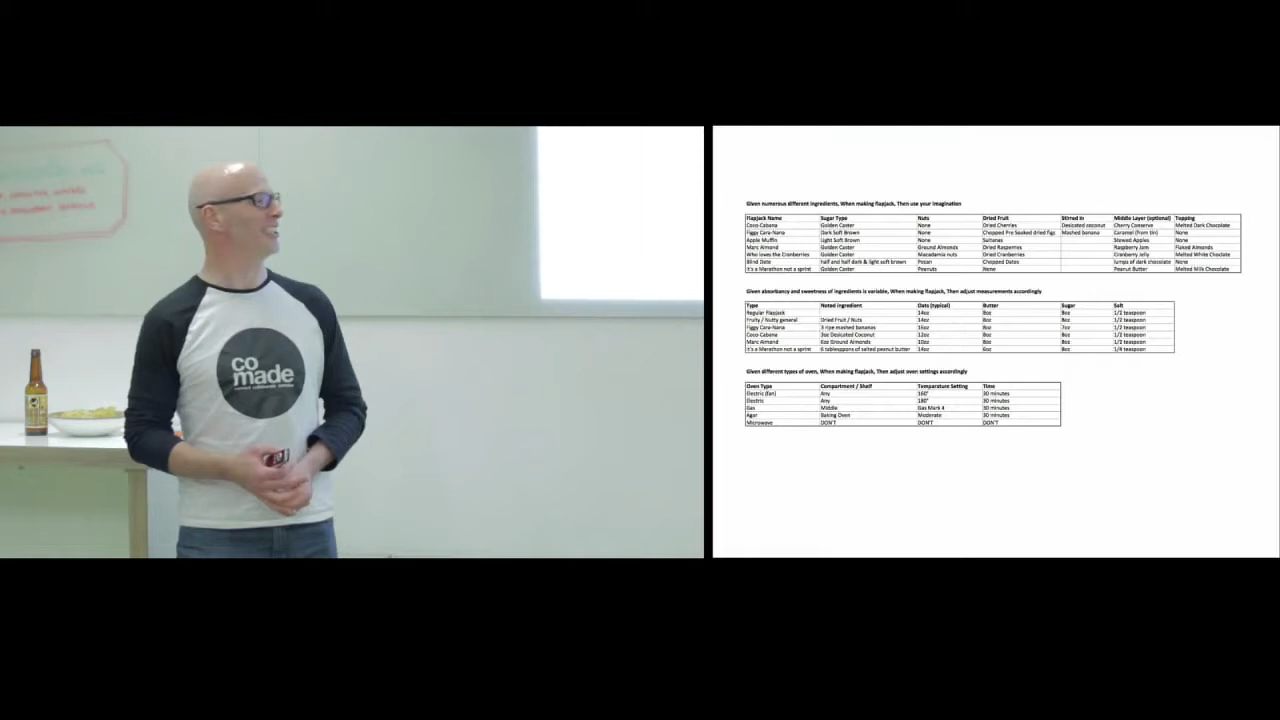 co
made
Given numerous different ingredients, When making flapjack, Then use your imagination
Flapjack Name Sugar Type Nuts Dried Fruit Stirred In Middle Layer (optional) Topping
Coco-Cabana Golden Caster None Dried Cherries Desicated coconut Cherry Conserve Melted Dark Chocolate
Figgy Cara-Nana Dark Soft Brown None Chopped Pre Soaked dried figs Mashed banana Caramel (from tin) None
Apple Muffin Light Soft Brown None Sultanas Stewed Apples None
Marc Almond Golden Caster Ground Almonds Dried Rasperries Raspberry Jam Flaked Almonds
Who loves the Cranberries Golden Caster Macadamia nuts Dried Cranberries Cranberry Jelly Melted White Choclate
Blind Date half and half dark & light soft brown Pecan Chopped Dates lumps of dark chocolate None
It's a Marathon not a sprint Golden Caster Peanuts None Peanut Butter Melted Milk Choclate
Given absorbancy and sweetness of ingredients is variable, When making flapjack, Then adjust measurements accordingly
Type Noted Ingredient Oats (typical) Butter Sugar Salt
Regular Flapjack 14oz 8oz 8oz 1/2 teaspoon
Fruity / Nutty general Dried Fruit / Nuts 14oz 8oz 8oz 1/2 teaspoon
Figgy Cara-Nana 3 ripe mashed bananas 16oz 8oz 7oz 1/2 teaspoon
Coco-Cabana 3oz Desicated Coconut 12oz 8oz 8oz 1/2 teaspoon
Marc Almond 6oz Ground Almonds 10oz 8oz 8oz 1/2 teaspoon
It's a Marathon not a sprint 6 tablesppons of salted peanut butter 14oz 6oz 8oz 1/4 teaspoon
Given different types of oven, When making flapjack, Then adjust oven settings accordingly
Oven Type Compartment / Shelf Temparature Setting Time
Electric (fan) Any 160° 30 minutes
Electric Any 180° 30 minutes
Gas Middle Gas Mark 4 30 minutes
Agar Baking Oven Moderate 30 minutes
Microwave DON'T DON'T DON'T